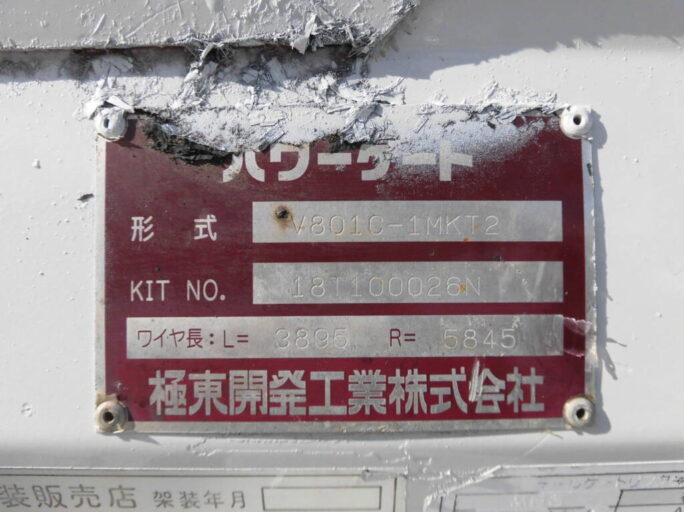 パワーゲート
形式 V801C-1MKT2
KIT NO. 18T100026N
ワイヤ長:L= 3895 R= 5845
極東開発工業株式会社
装販売店 架装年月